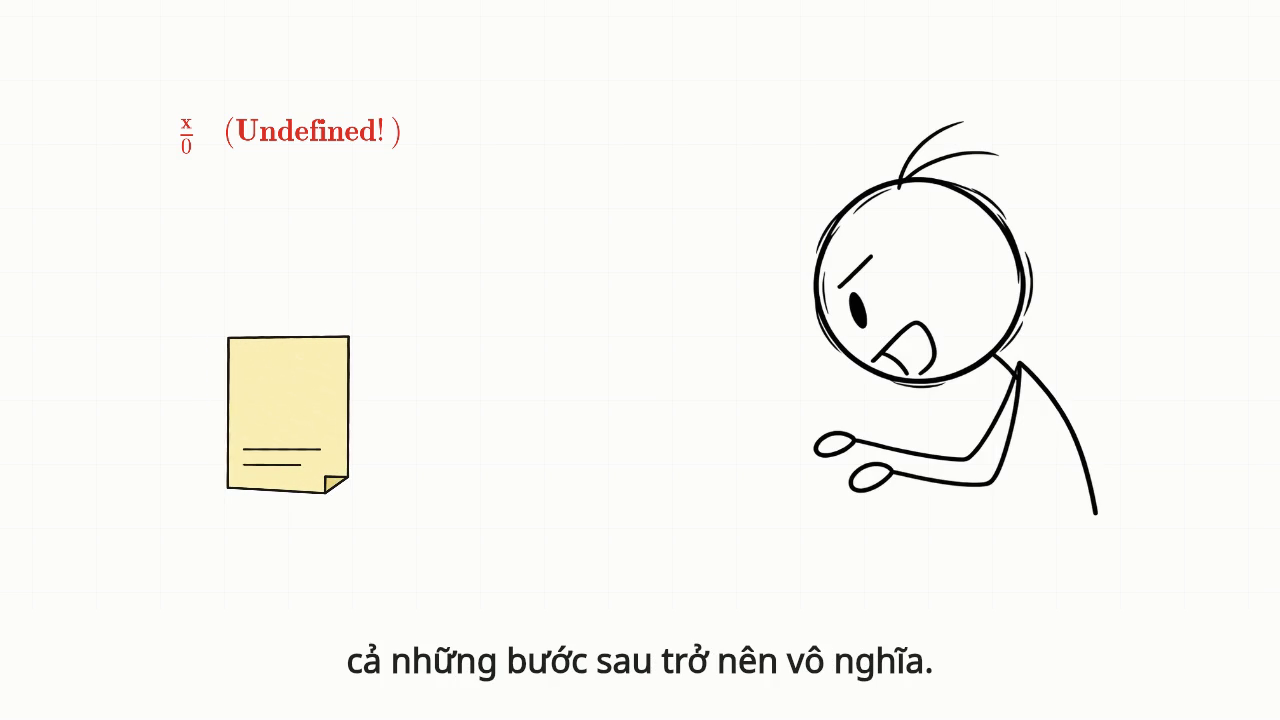 x/0 (Undefined! )
cả những bước sau trở nên vô nghĩa.